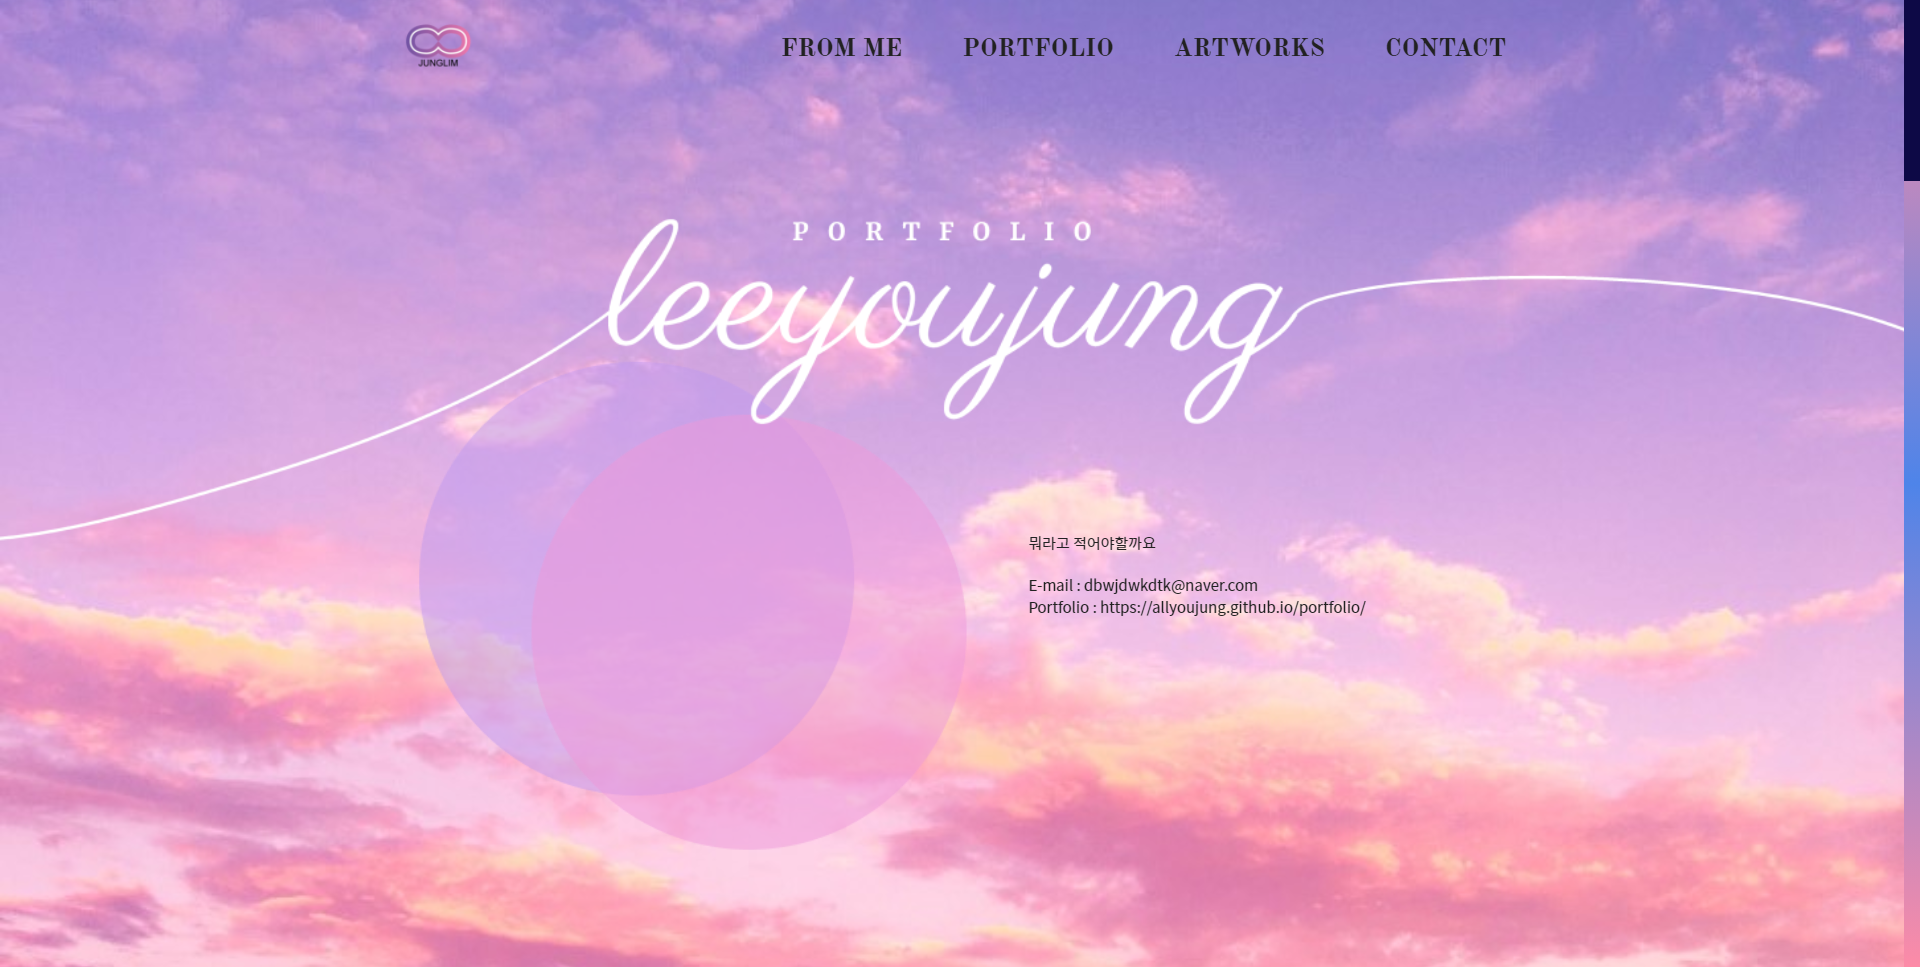 JUNGLIM
FROM ME
PORTFOLIO
ARTWORKS
CONTACT
PORTFOLIO
leeyoujung
뭐라고 적어야할까요
E-mail : dbwjdwkdtk@naver.com
Portfolio : https://allyoujung.github.io/portfolio/